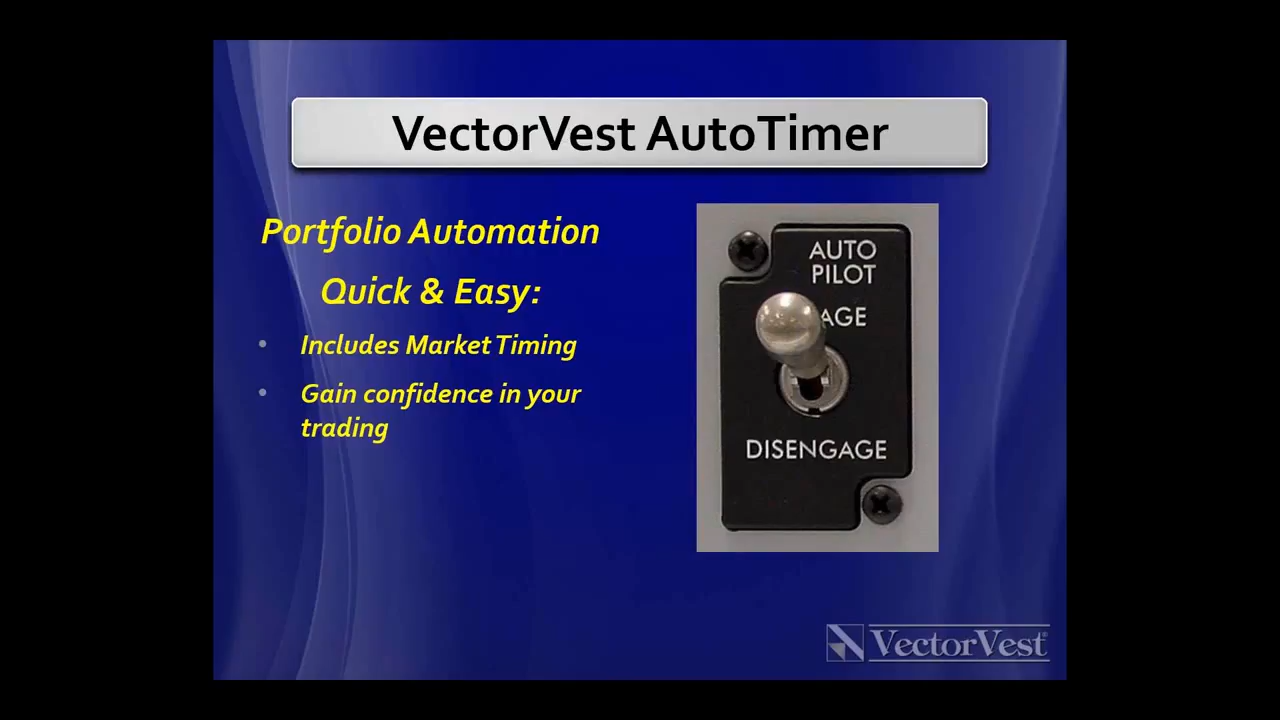 VectorVest AutoTimer
Portfolio Automation
Quick & Easy:
• Includes Market Timing
• Gain confidence in your
trading
AUTO
PILOT
AGE
DISENGAGE
VectorVest®